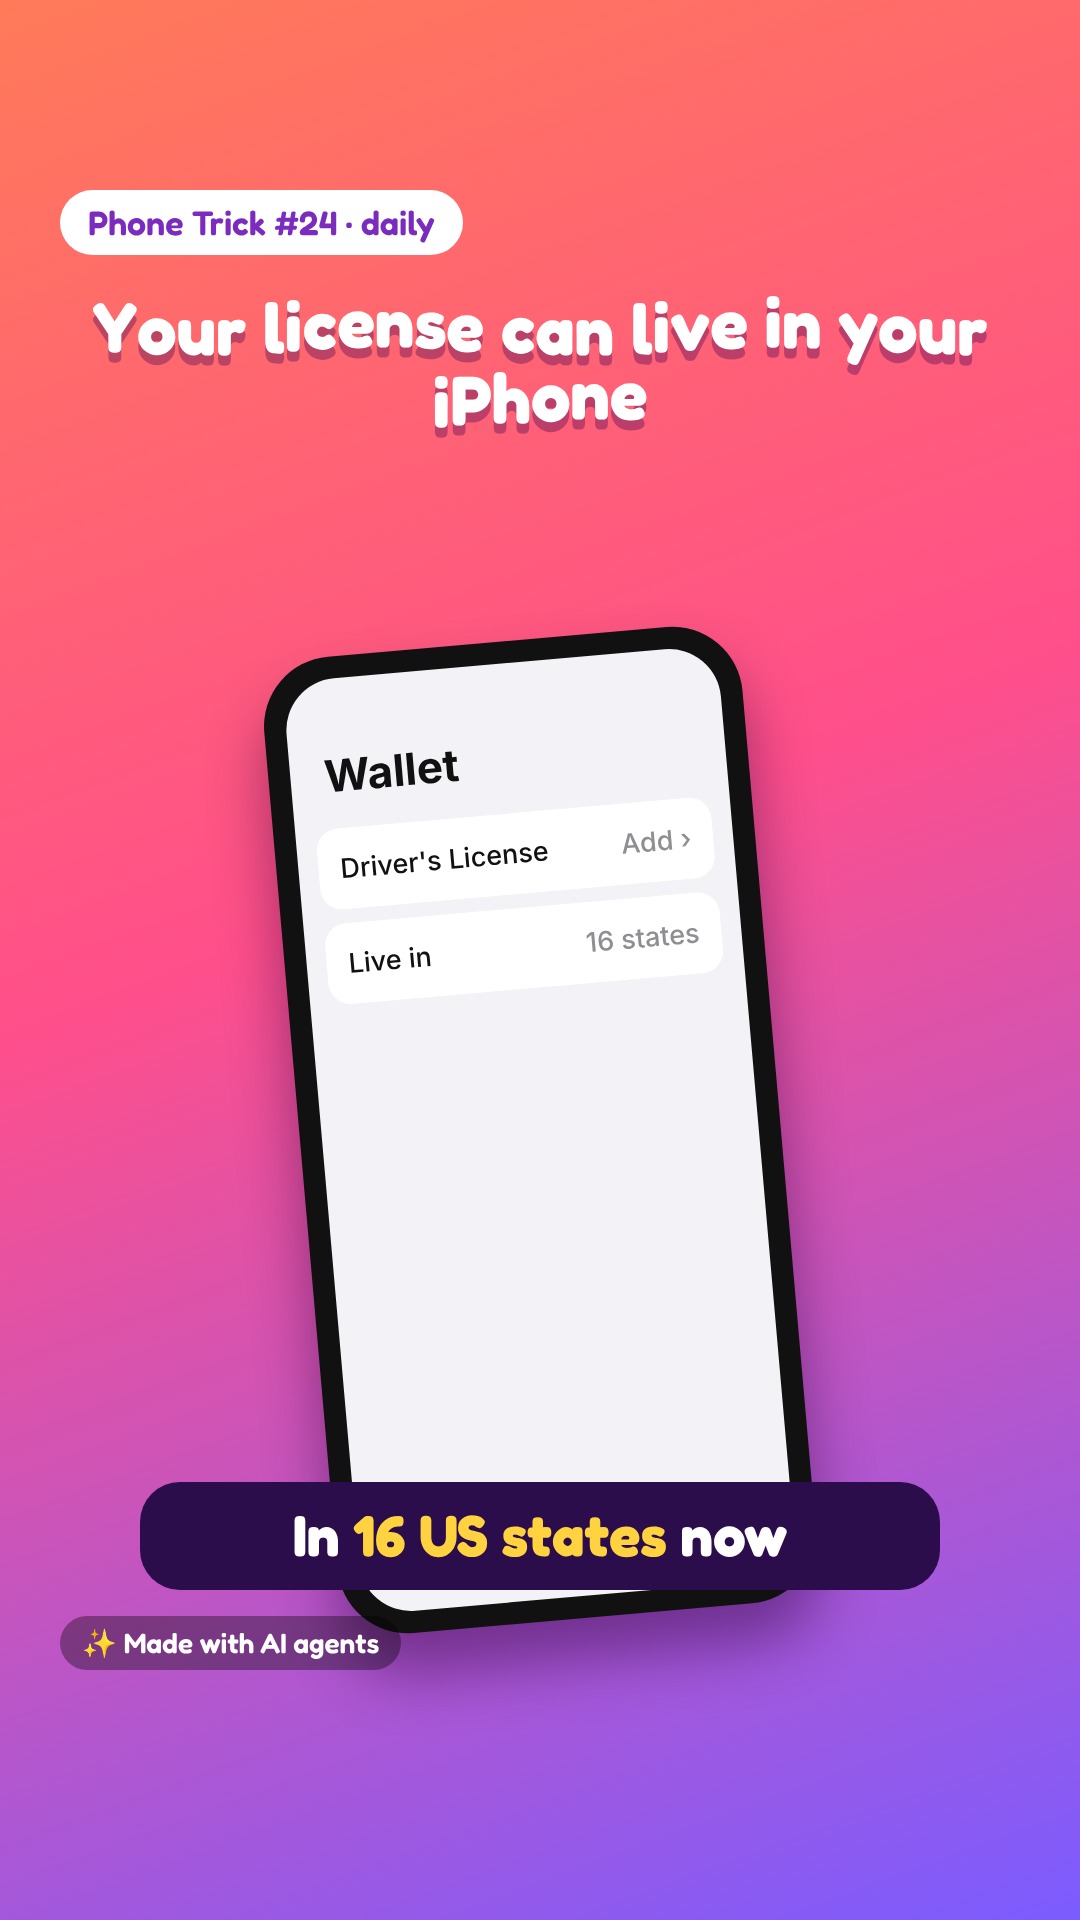 Phone Trick #24 · daily
Your license can live in your
iPhone
Wallet
Driver's License Add ›
Live in 16 states
In 16 US states now
✨ Made with AI agents